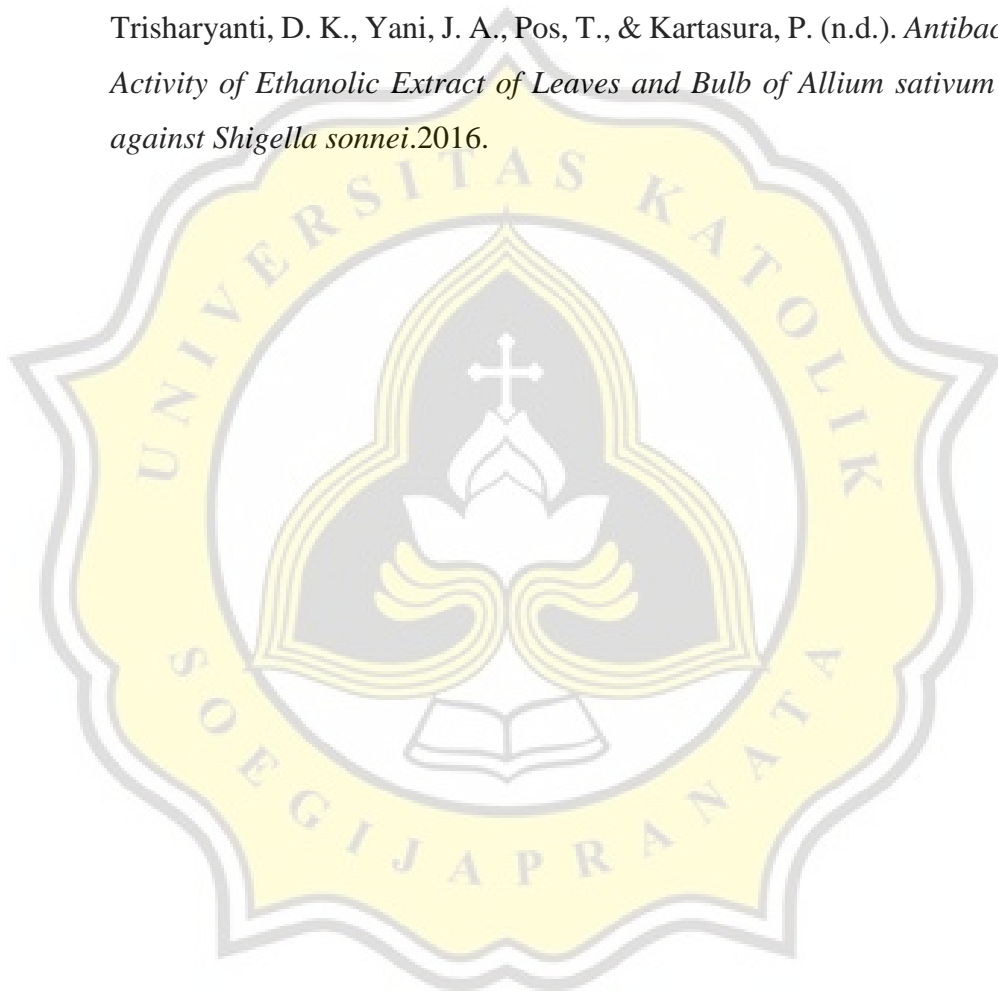 Trisharyanti, D. K., Yani, J. A., Pos, T., & Kartasura, P. (n.d.). Antibac
Activity of Ethanolic Extract of Leaves and Bulb of Allium sativum
against Shigella sonnei.2016.
UNIVERSITAS KATOLIK
SOEGIJAPRANATA